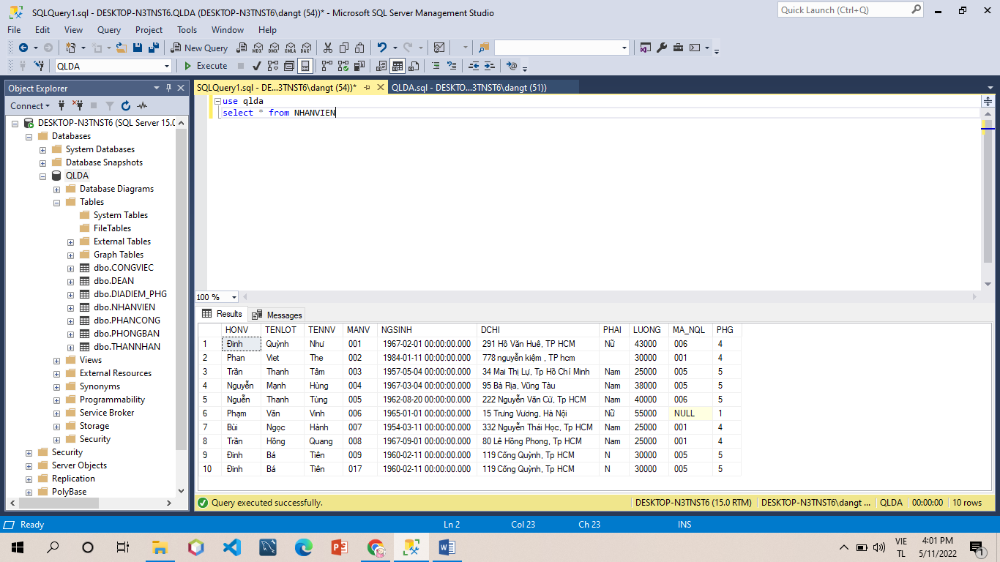 SQLQuery1.sql - DESKTOP-N3TNST6.QLDA (DESKTOP-N3TNST6\dangt (54))* - Microsoft SQL Server Management Studio
Quick Launch (Ctrl+Q)
File Edit View Query Project Tools Window Help
New Query MDX DMX XMLA DAX
QLDA Execute
Object Explorer
SQLQuery1.sql - DE...3TNST6\dangt (54))* QLDA.sql - DESKTO...3TNST6\dangt (51))
Connect
use qlda
select * from NHANVIEN
DESKTOP-N3TNST6 (SQL Server 15.0
Databases
System Databases
Database Snapshots
QLDA
Database Diagrams
Tables
System Tables
FileTables
External Tables
Graph Tables
dbo.CONGVIEC
dbo.DEAN
dbo.DIADIEM_PHG
dbo.NHANVIEN
dbo.PHANCONG
dbo.PHONGBAN
dbo.THANNHAN
Views
External Resources
Synonyms
Programmability
Service Broker
Storage
Security
Security
Server Objects
Replication
PolyBase
100 %
Results Messages
HONV TENLOT TENNV MANV NGSINH DCHI PHAI LUONG MA_NQL PHG
1 Đinh Quỳnh Như 001 1967-02-01 00:00:00.000 291 Hồ Văn Huê, TP HCM Nữ 43000 006 4
2 Phan Viet The 002 1984-01-11 00:00:00.000 778 nguyễn kiệm , TP hcm 30000 001 4
3 Trần Thanh Tâm 003 1957-05-04 00:00:00.000 34 Mai Thị Lự, Tp Hồ Chí Minh Nam 25000 005 5
4 Nguyễn Mạnh Hùng 004 1967-03-04 00:00:00.000 95 Bà Rịa, Vũng Tàu Nam 38000 005 5
5 Nguễn Thanh Tùng 005 1962-08-20 00:00:00.000 222 Nguyễn Văn Cừ, Tp HCM Nam 40000 006 5
6 Phạm Văn Vinh 006 1965-01-01 00:00:00.000 15 Trưng Vương, Hà Nội Nữ 55000 NULL 1
7 Bùi Ngọc Hành 007 1954-03-11 00:00:00.000 332 Nguyễn Thái Học, Tp HCM Nam 25000 001 4
8 Trần Hồng Quang 008 1967-09-01 00:00:00.000 80 Lê Hồng Phong, Tp HCM Nam 25000 001 4
9 Đinh Bá Tiên 009 1960-02-11 00:00:00.000 119 Cống Quỳnh, Tp HCM N 30000 005 5
10 Đinh Bá Tiên 017 1960-02-11 00:00:00.000 119 Cống Quỳnh, Tp HCM N 30000 005 5
Query executed successfully. DESKTOP-N3TNST6 (15.0 RTM) DESKTOP-N3TNST6\dangt ... QLDA 00:00:00 10 rows
Ready Ln 2 Col 23 Ch 23 INS
VIE 4:01 PM
TL 5/11/2022 1